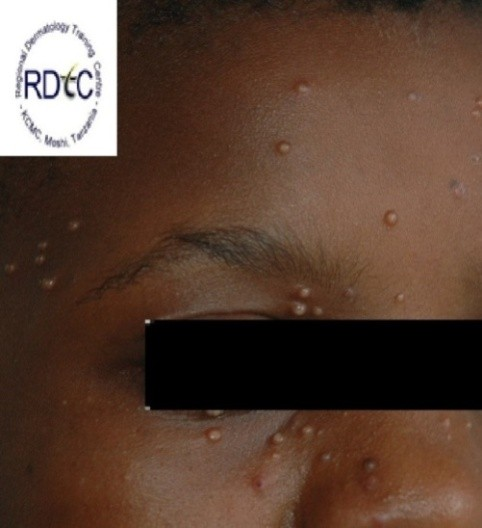 Regional Dermatology Training Centre
RDtC
- KCMC, Moshi, Tanzania -